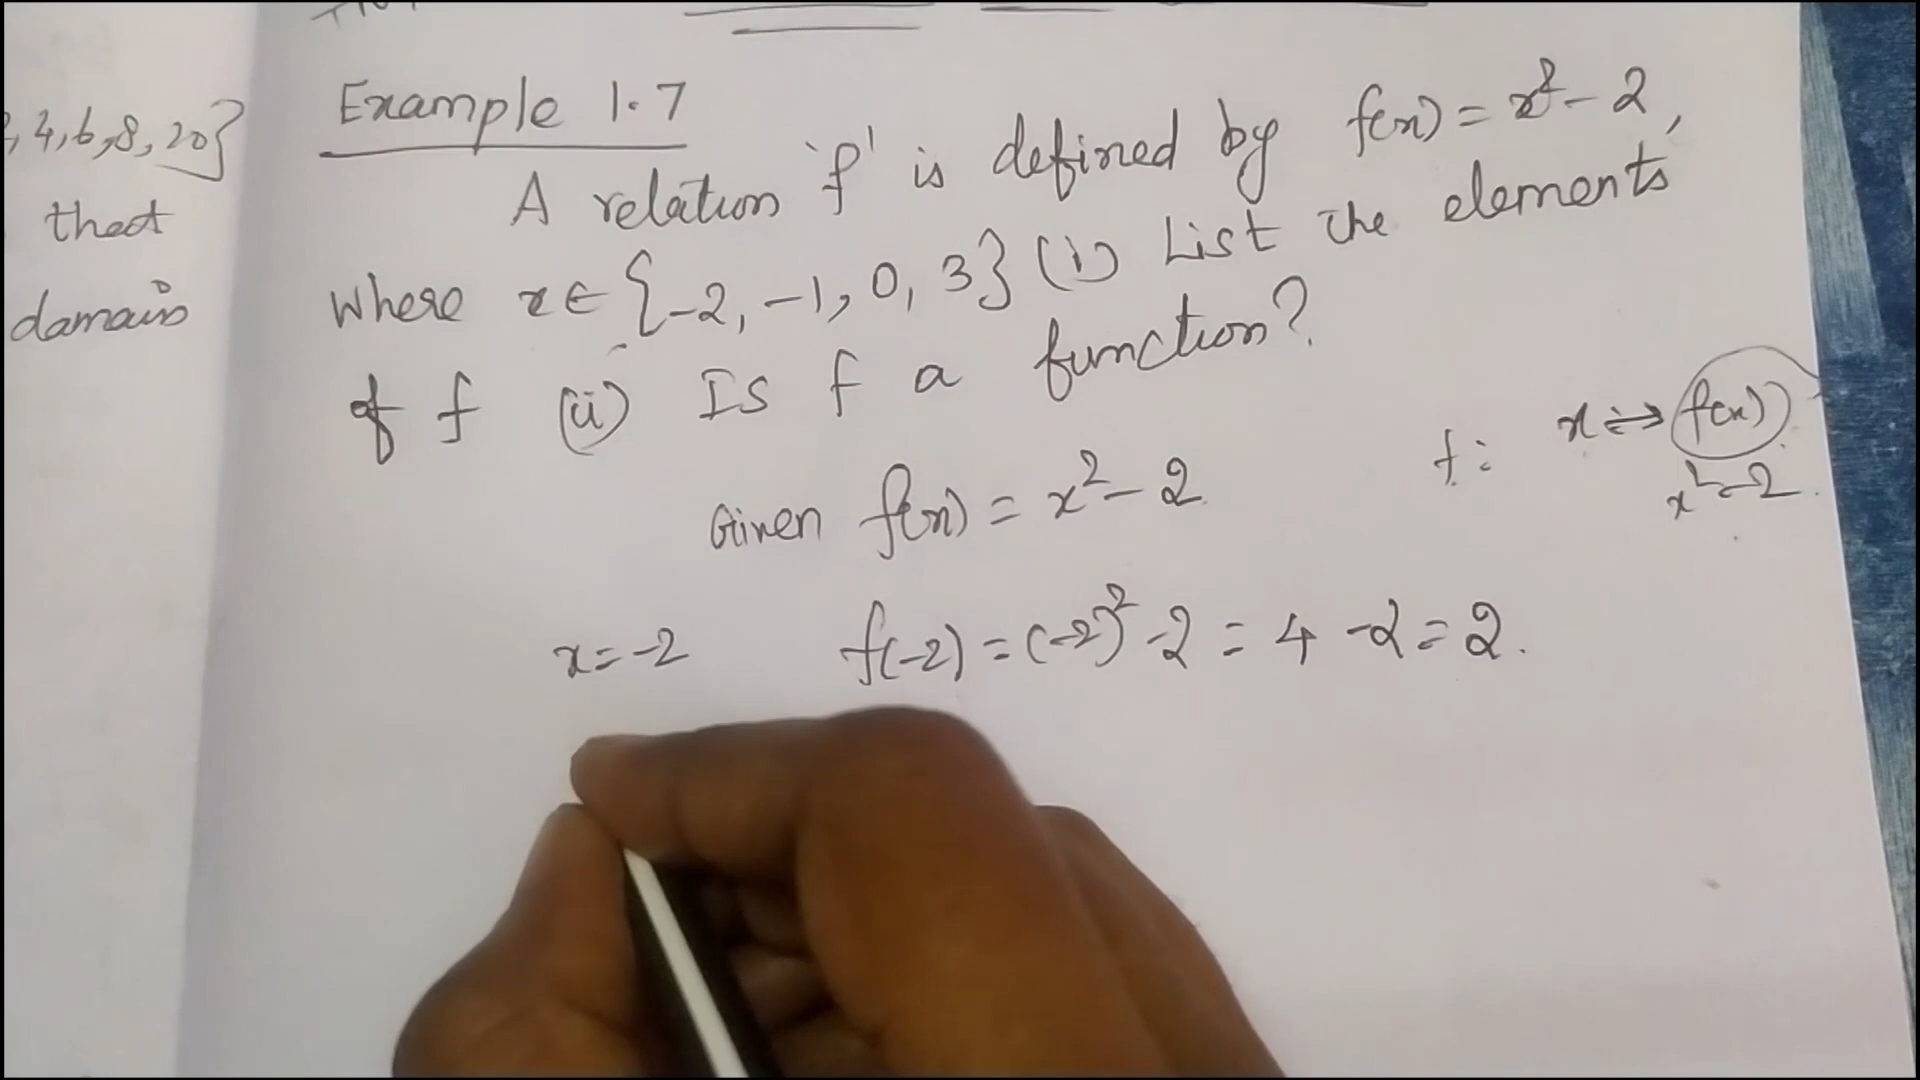 , 4, 6, 8, 20}
that
domain
Example 1.7
A relation 'f' is defined by f(x) = x² - 2,
where x ∈ {-2, -1, 0, 3} (i) List the elements
of f (ii) Is f a function?
f: x → f(x)
x² - 2.
Given f(x) = x² - 2
x = -2 f(-2) = (-2)² - 2 = 4 - 2 = 2.